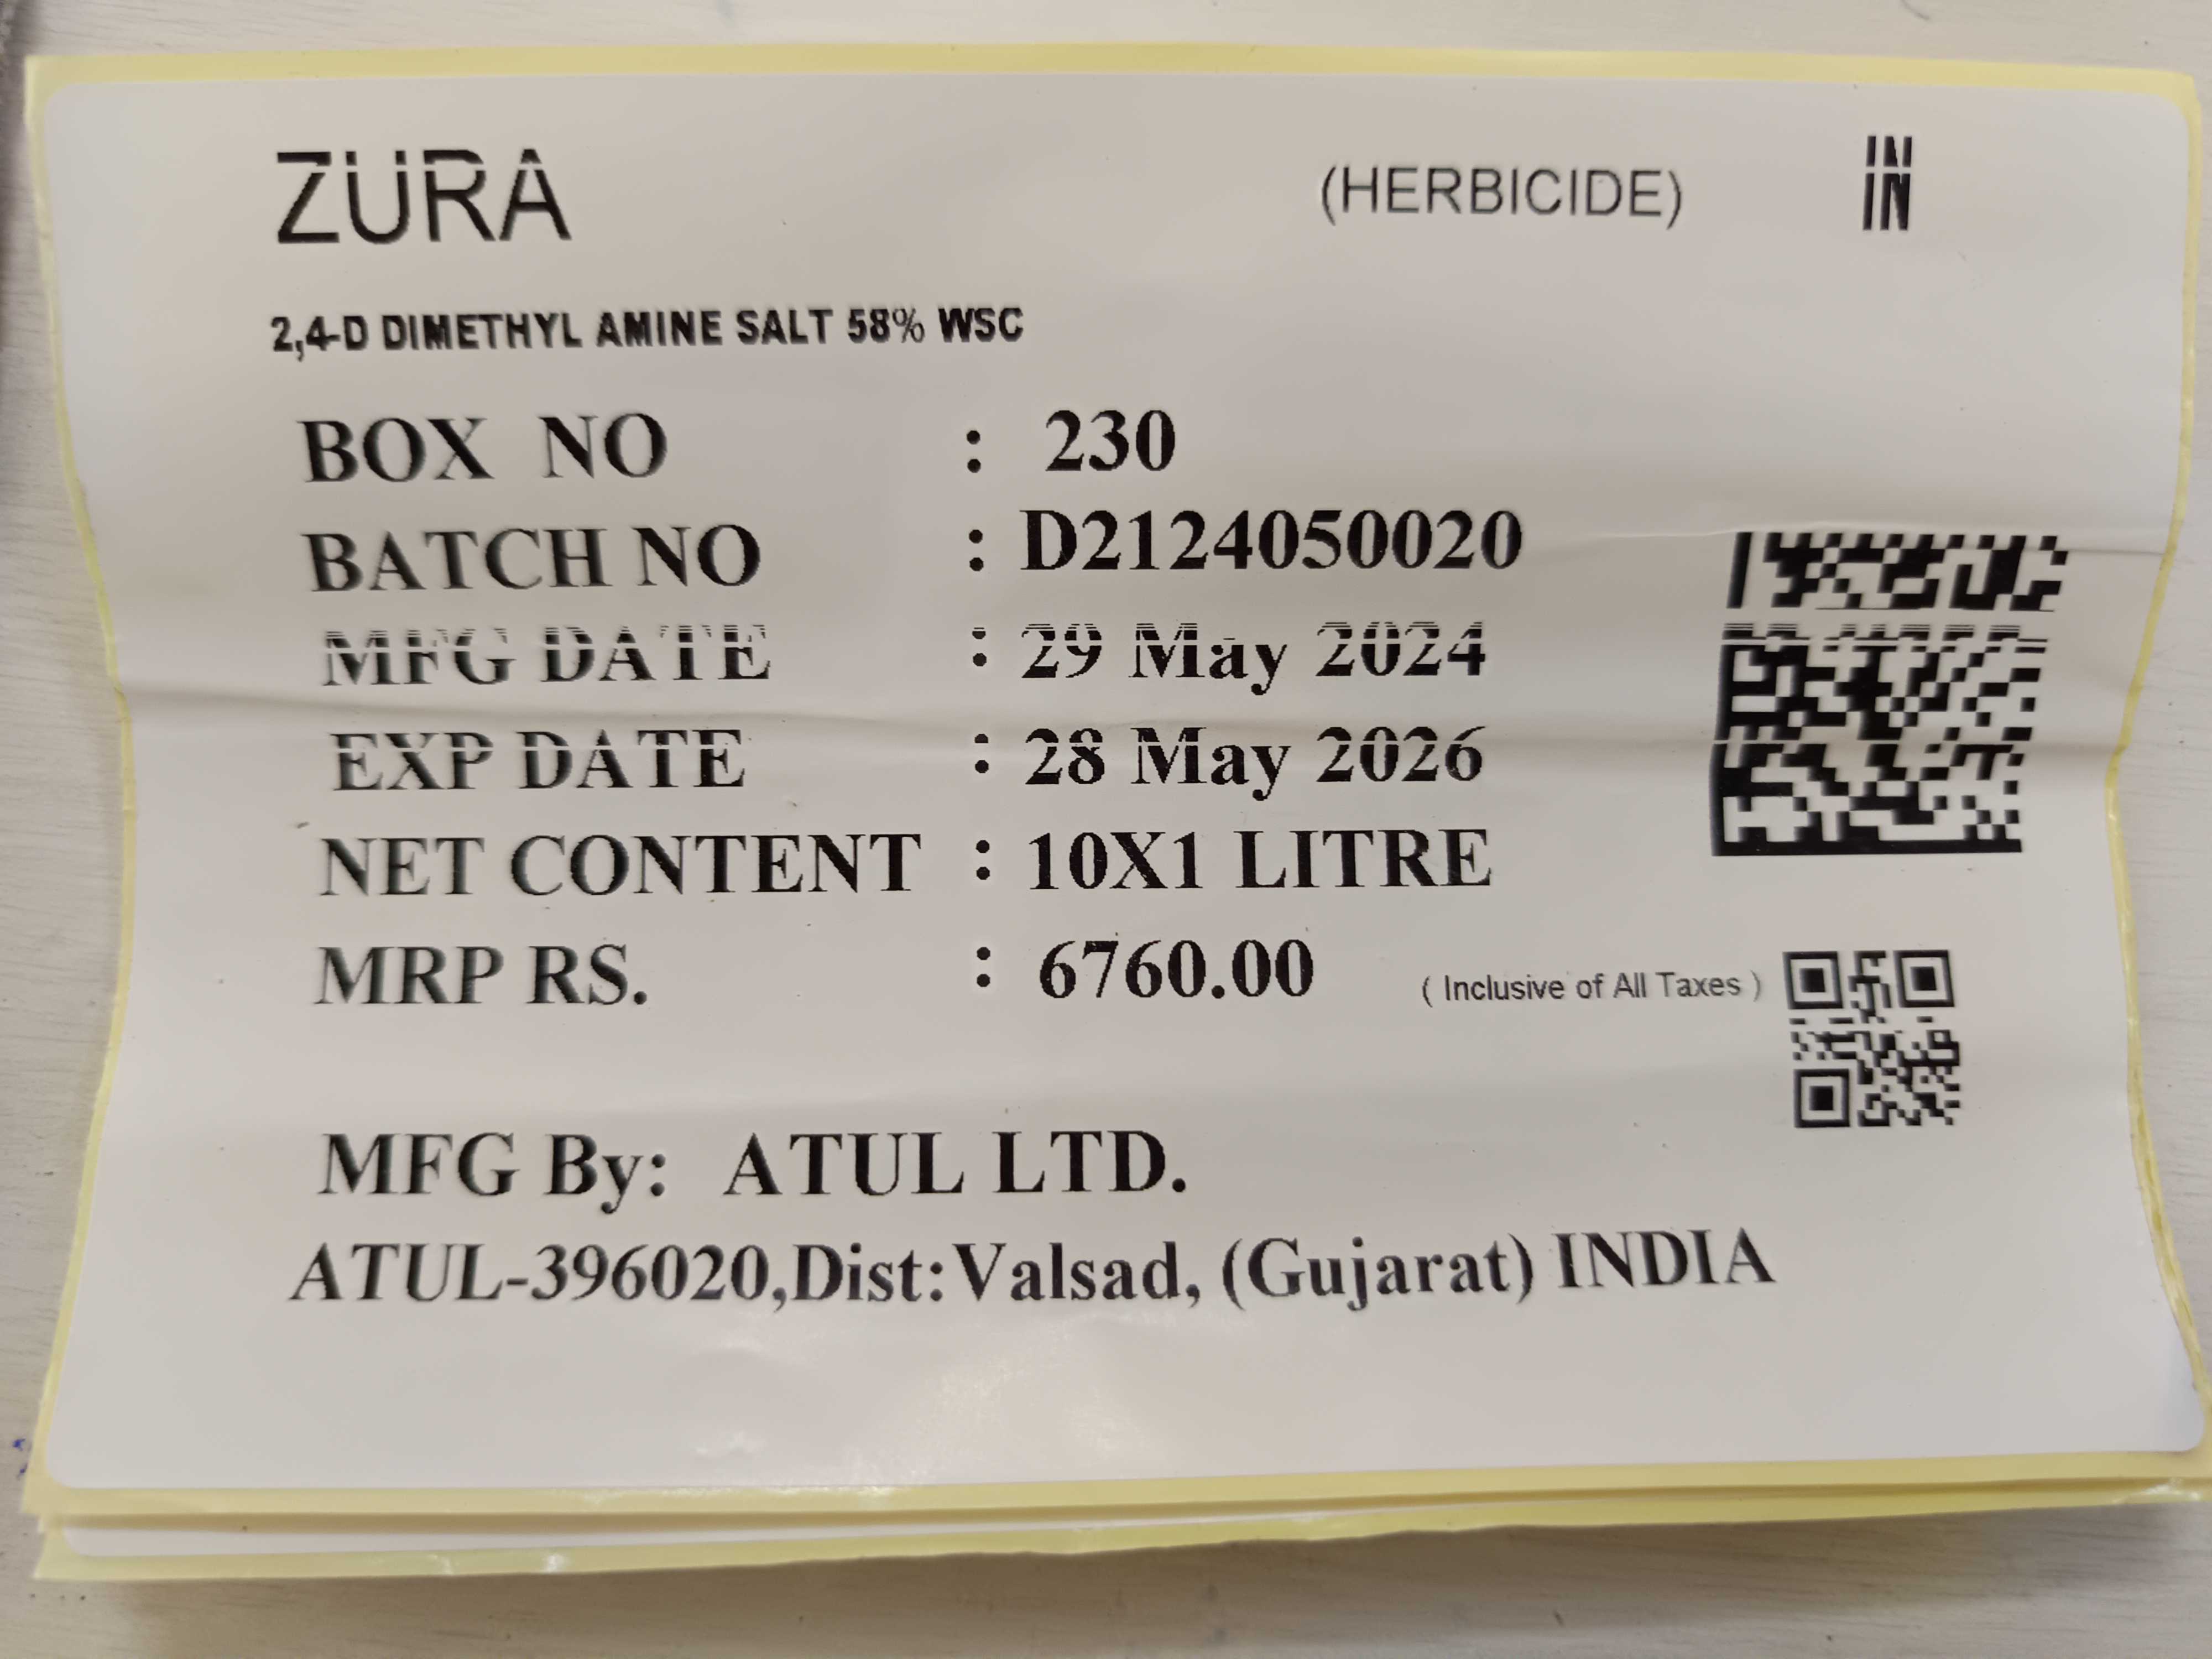 ZURA (HERBICIDE) IN
2,4-D DIMETHYL AMINE SALT 58% WSC
BOX NO : 230
BATCH NO : D2124050020
MFG DATE : 29 May 2024
EXP DATE : 28 May 2026
NET CONTENT : 10X1 LITRE
MRP RS. : 6760.00 ( Inclusive of All Taxes )
MFG By: ATUL LTD.
ATUL-396020,Dist:Valsad, (Gujarat) INDIA